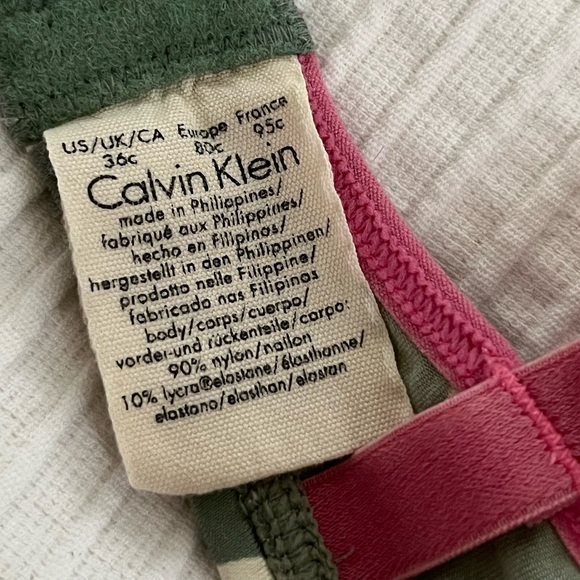 US/UK/CA Europe France
36c 80c 95c
Calvin Klein
made in Philippines/
fabriqué aux Philippines/
hecho en Filipinas/
hergestellt in den Philippinen/
prodotto nelle Filippine/
fabricado nas Filipinas
body/corps/cuerpo/
vorder-und rückenteile/corpo:
90% nylon/nailon
10% lycra®elastane/élasthanne/
elastano/elasthan/elastan